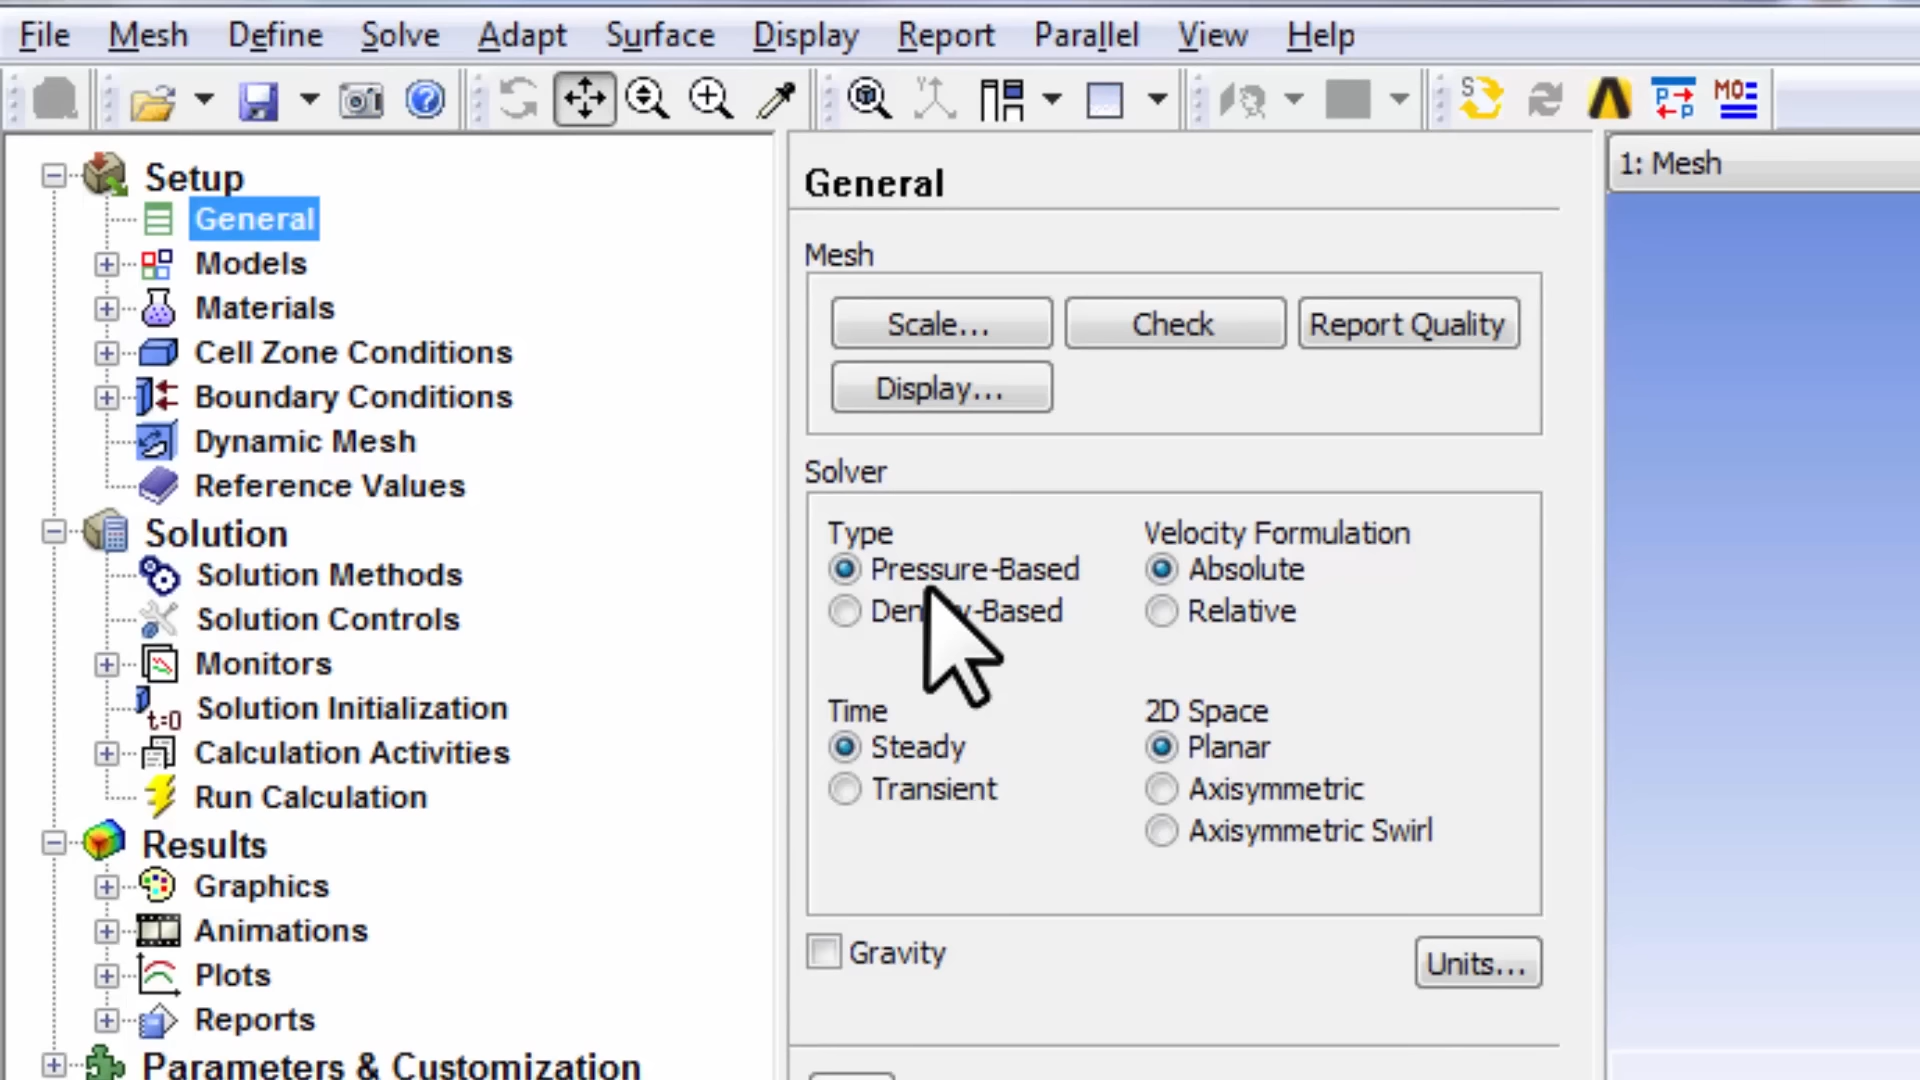 File Mesh Define Solve Adapt Surface Display Report Parallel View Help
S
P
P
MO
Setup
General
Models
Materials
Cell Zone Conditions
Boundary Conditions
Dynamic Mesh
Reference Values
Solution
Solution Methods
Solution Controls
Monitors
t=0 Solution Initialization
Calculation Activities
Run Calculation
Results
Graphics
Animations
Plots
Reports
Parameters & Customization
General
Mesh
Scale... Check Report Quality
Display...
Solver
Type Velocity Formulation
Pressure-Based Absolute
-Based Relative
Time 2D Space
Steady Planar
Transient Axisymmetric
Axisymmetric Swirl
Gravity Units...
1: Mesh